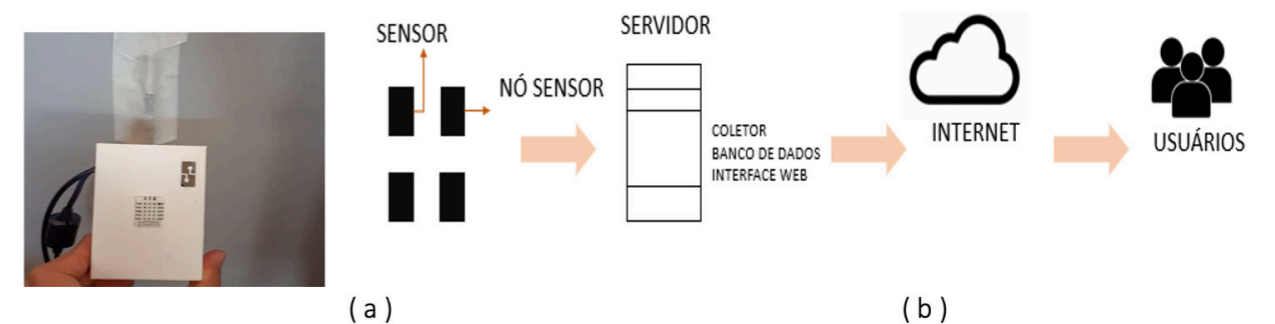 SENSOR
NÓ SENSOR
SERVIDOR
COLETOR
BANCO DE DADOS
INTERFACE WEB
INTERNET
USUÁRIOS
( a )
( b )